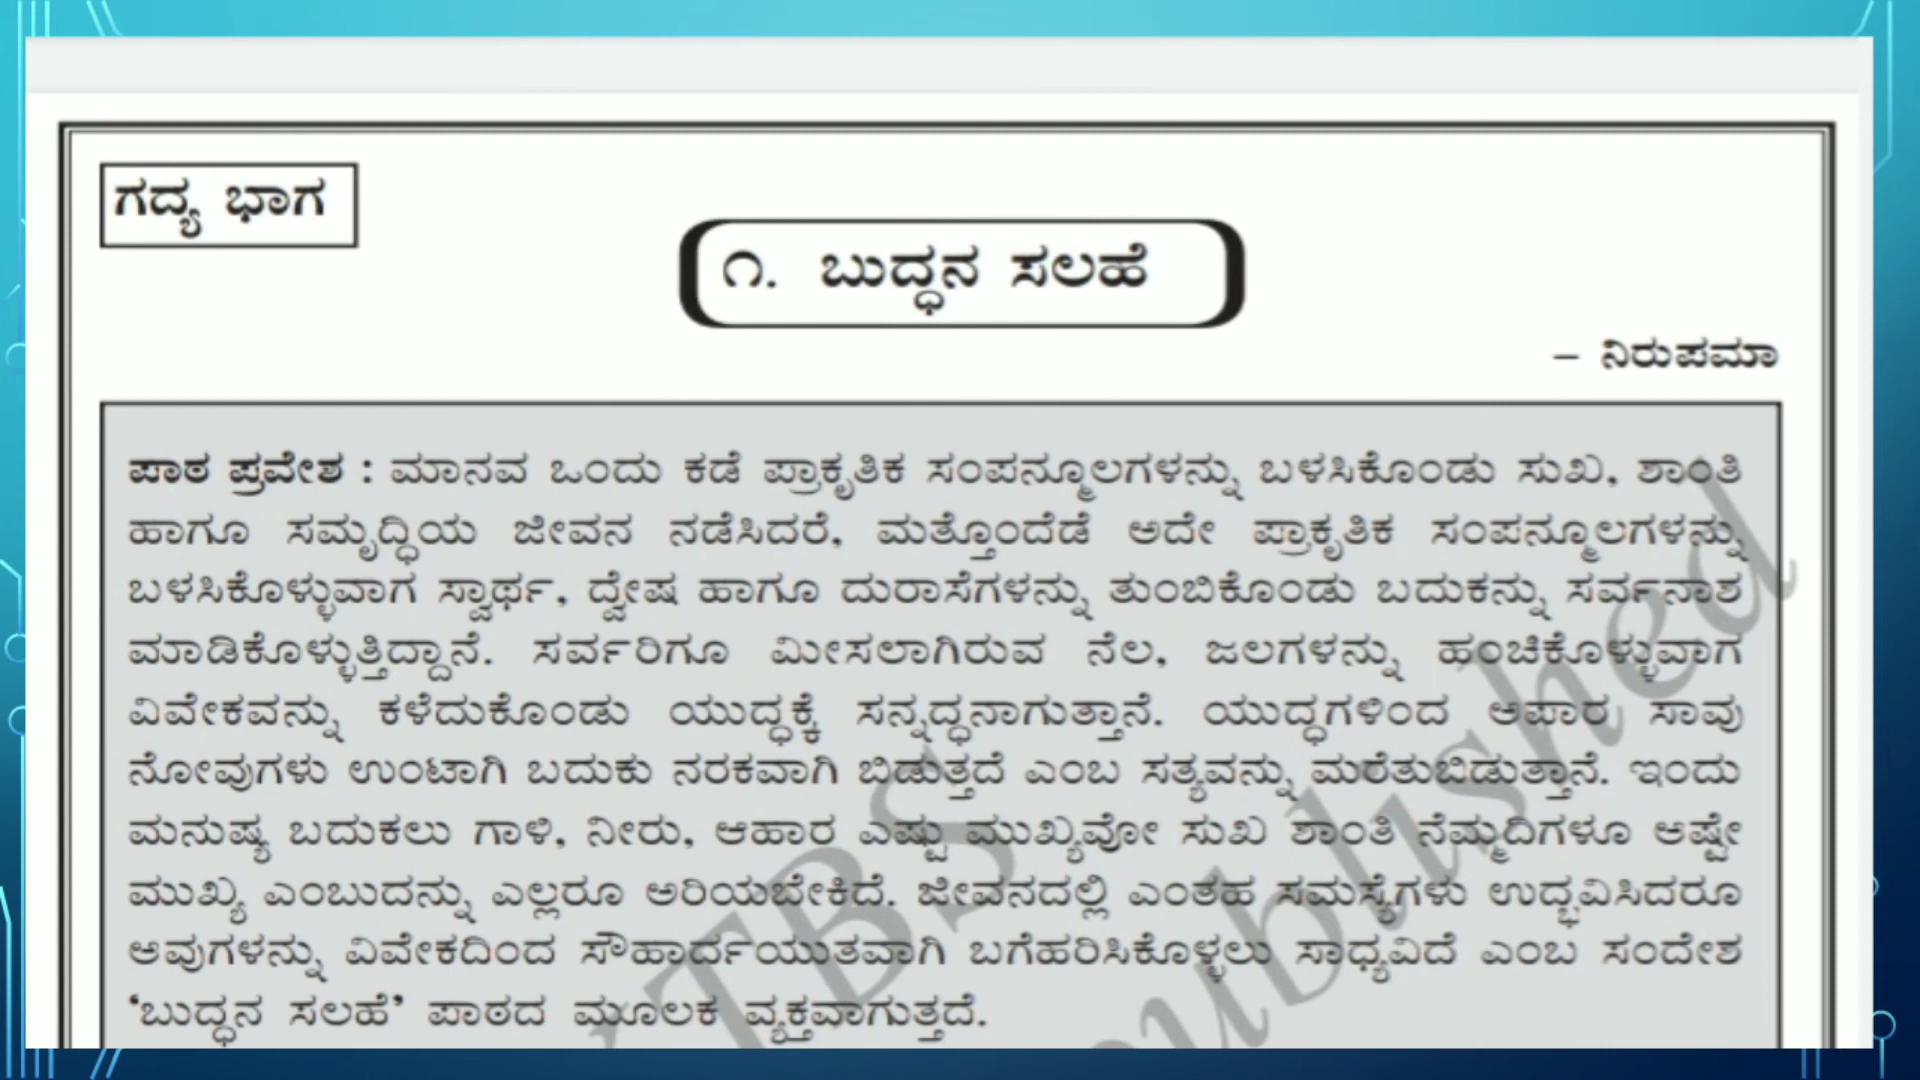 ಗದ್ಯ ಭಾಗ
೧. ಬುದ್ಧನ ಸಲಹೆ
– ನಿರುಪಮಾ
ಪಾಠ ಪ್ರವೇಶ : ಮಾನವ ಒಂದು ಕಡೆ ಪ್ರಾಕೃತಿಕ ಸಂಪನ್ಮೂಲಗಳನ್ನು ಬಳಸಿಕೊಂಡು ಸುಖ, ಶಾಂತಿ
ಹಾಗೂ ಸಮೃದ್ಧಿಯ ಜೀವನ ನಡೆಸಿದರೆ, ಮತ್ತೊಂದೆಡೆ ಅದೇ ಪ್ರಾಕೃತಿಕ ಸಂಪನ್ಮೂಲಗಳನ್ನು
ಬಳಸಿಕೊಳ್ಳುವಾಗ ಸ್ವಾರ್ಥ, ದ್ವೇಷ ಹಾಗೂ ದುರಾಸೆಗಳನ್ನು ತುಂಬಿಕೊಂಡು ಬದುಕನ್ನು ಸರ್ವನಾಶ
ಮಾಡಿಕೊಳ್ಳುತ್ತಿದ್ದಾನೆ. ಸರ್ವರಿಗೂ ಮೀಸಲಾಗಿರುವ ನೆಲ, ಜಲಗಳನ್ನು ಹಂಚಿಕೊಳ್ಳುವಾಗ
ವಿವೇಕವನ್ನು ಕಳೆದುಕೊಂಡು ಯುದ್ಧಕ್ಕೆ ಸನ್ನದ್ಧನಾಗುತ್ತಾನೆ. ಯುದ್ಧಗಳಿಂದ ಅಪಾರ ಸಾವು
ನೋವುಗಳು ಉಂಟಾಗಿ ಬದುಕು ನರಕವಾಗಿ ಬಿಡುತ್ತದೆ ಎಂಬ ಸತ್ಯವನ್ನು ಮರೆತುಬಿಡುತ್ತಾನೆ. ಇಂದು
ಮನುಷ್ಯ ಬದುಕಲು ಗಾಳಿ, ನೀರು, ಆಹಾರ ಎಷ್ಟು ಮುಖ್ಯವೋ ಸುಖ ಶಾಂತಿ ನೆಮ್ಮದಿಗಳೂ ಅಷ್ಟೇ
ಮುಖ್ಯ ಎಂಬುದನ್ನು ಎಲ್ಲರೂ ಅರಿಯಬೇಕಿದೆ. ಜೀವನದಲ್ಲಿ ಎಂತಹ ಸಮಸ್ಯೆಗಳು ಉದ್ಭವಿಸಿದರೂ
ಅವುಗಳನ್ನು ವಿವೇಕದಿಂದ ಸೌಹಾರ್ದಯುತವಾಗಿ ಬಗೆಹರಿಸಿಕೊಳ್ಳಲು ಸಾಧ್ಯವಿದೆ ಎಂಬ ಸಂದೇಶ
‘ಬುದ್ಧನ ಸಲಹೆ’ ಪಾಠದ ಮೂಲಕ ವ್ಯಕ್ತವಾಗುತ್ತದೆ.